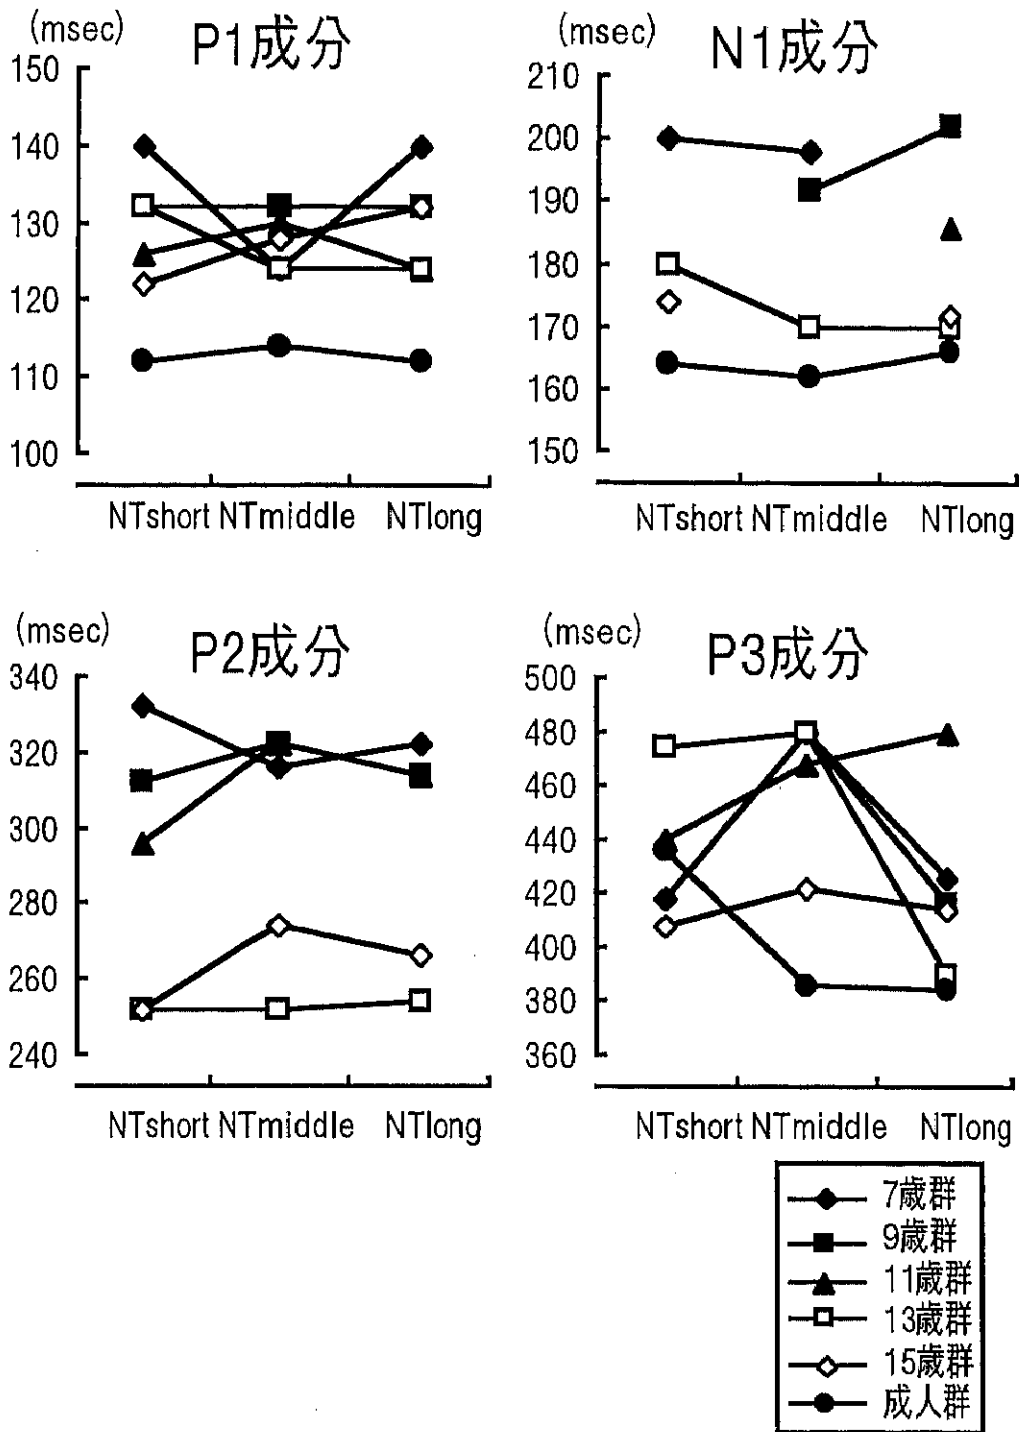 (msec) P1成分
150
140
130
120
110
100
NTshort NTmiddle NTlong
(msec) N1成分
210
200
190
180
170
160
150
NTshort NTmiddle NTlong
(msec) P2成分
340
320
300
280
260
240
NTshort NTmiddle NTlong
(msec) P3成分
500
480
460
440
420
400
380
360
NTshort NTmiddle NTlong
7歳群
9歳群
11歳群
13歳群
15歳群
成人群